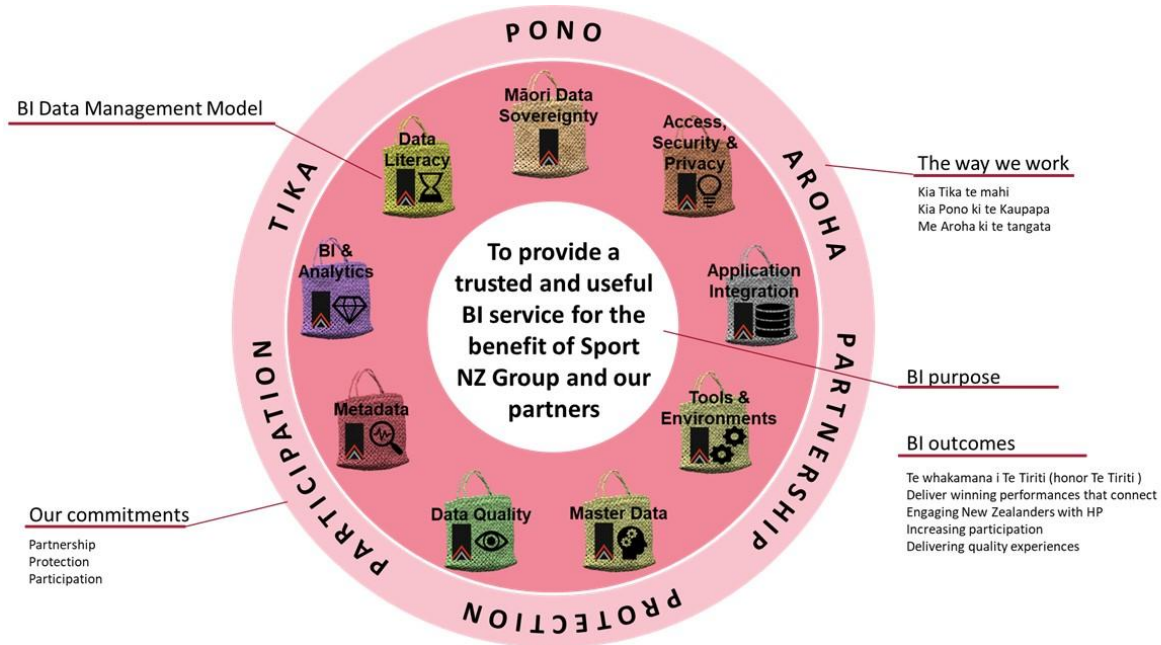 PONO
AROHA
PARTNERSHIP
PROTECTION
PARTICIPATION
TIKA
BI Data Management Model
Māori Data
Sovereignty
Access,
Security &
Privacy
Application
Integration
Tools &
Environments
Master Data
Data Quality
Metadata
BI &
Analytics
Data
Literacy
To provide a
trusted and useful
BI service for the
benefit of Sport
NZ Group and our
partners
The way we work
Kia Tika te mahi
Kia Pono ki te Kaupapa
Me Aroha ki te tangata
BI purpose
BI outcomes
Te whakamana i Te Tiriti (honor Te Tiriti )
Deliver winning performances that connect
Engaging New Zealanders with HP
Increasing participation
Delivering quality experiences
Our commitments
Partnership
Protection
Participation